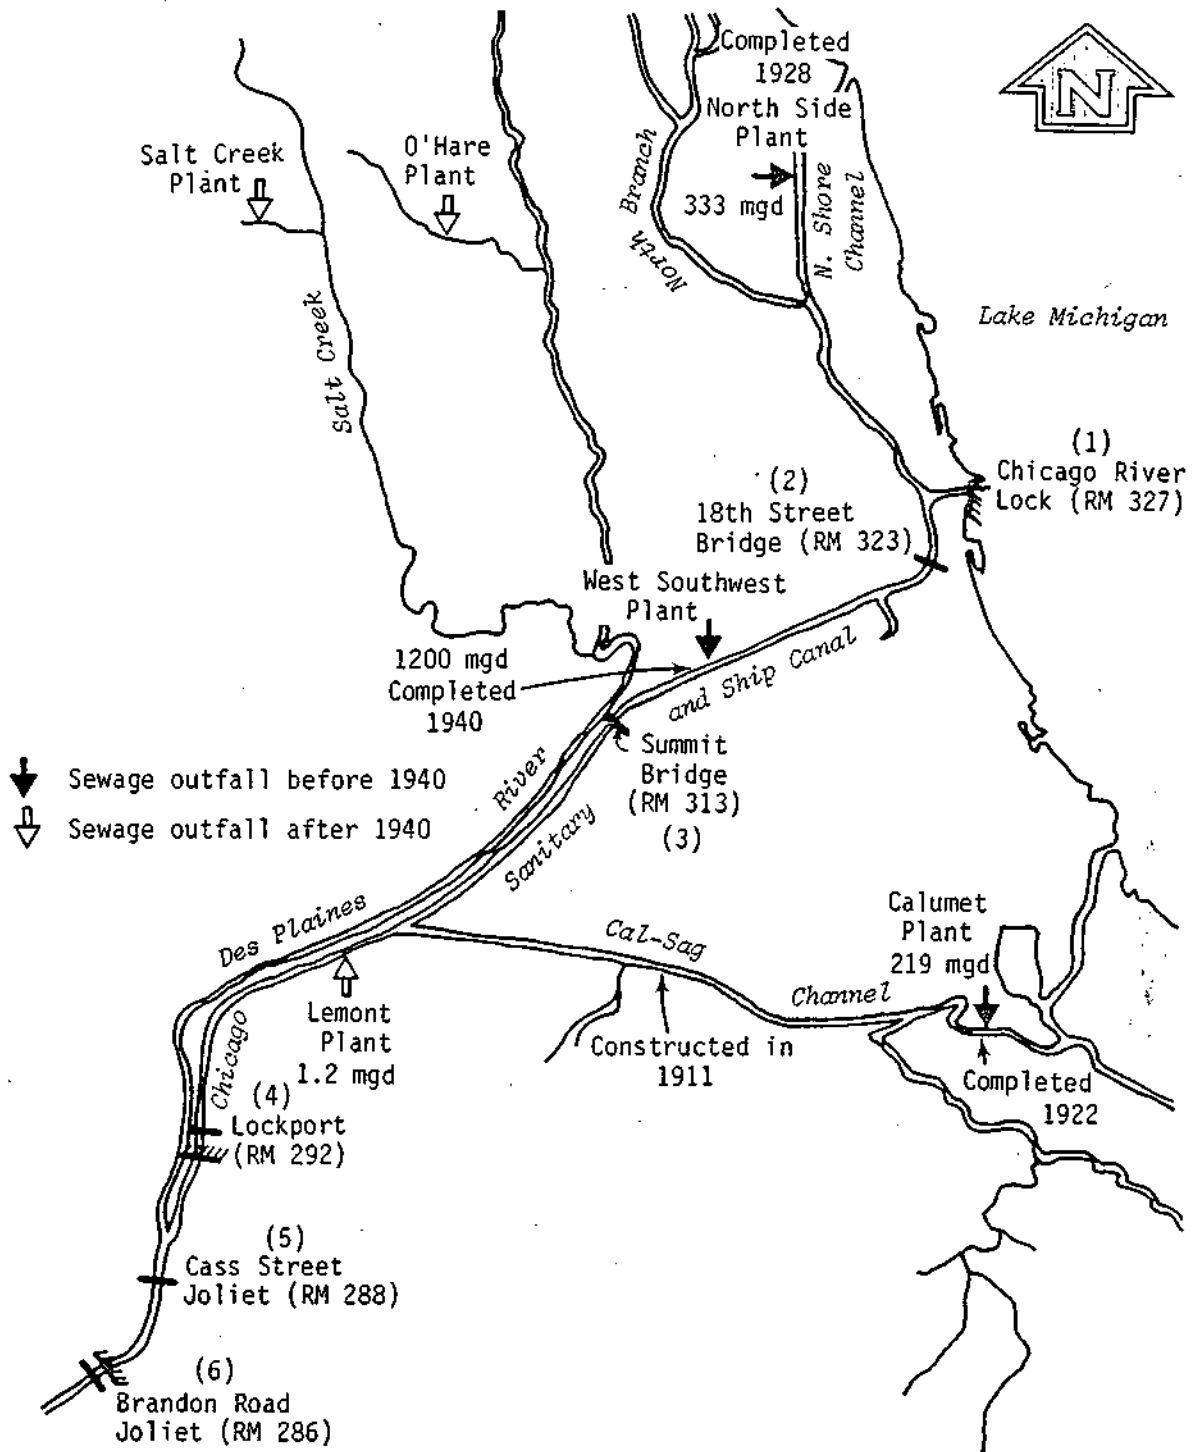 Completed
1928
North Side
Plant
333 mgd
N
Salt Creek
Plant
O'Hare
Plant
North Branch
N. Shore
Channel
Lake Michigan
Salt Creek
(1)
Chicago River
Lock (RM 327)
(2)
18th Street
Bridge (RM 323)
West Southwest
Plant
1200 mgd
Completed
1940
and Ship Canal
Summit
Bridge
(RM 313)
(3)
River
Sanitary
Sewage outfall before 1940
Sewage outfall after 1940
Des Plaines
Cal-Sag
Channel
Calumet
Plant
219 mgd
Lemont
Plant
1.2 mgd
Chicago
Constructed in
1911
Completed
1922
(4)
Lockport
(RM 292)
(5)
Cass Street
Joliet (RM 288)
(6)
Brandon Road
Joliet (RM 286)